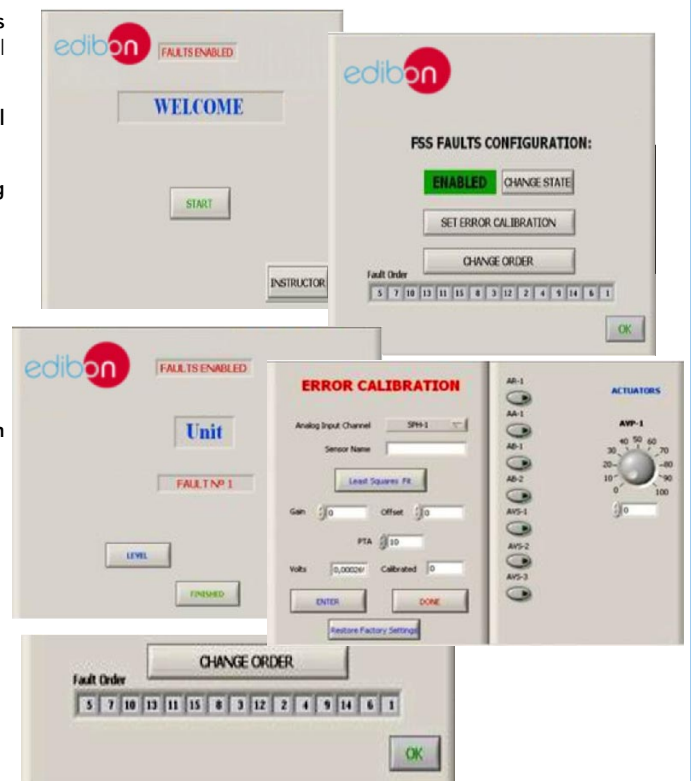 edibon
FAULTS ENABLED
WELCOME
START
INSTRUCTOR
edibon
FSS FAULTS CONFIGURATION:
ENABLED CHANGE STATE
SET ERROR CALIBRATION
CHANGE ORDER
Fault Order
5 7 10 13 11 15 8 3 12 2 4 9 14 6 1
OK
edibon
FAULTS ENABLED
Unit
FAULT Nº 1
LEVEL
FINISHED
ERROR CALIBRATION
Analog Input Channel SPH-1
Sensor Name
Least Squares Fit
Gain 0 Offset 0
PTA 10
Volts 0,00026 Calibrated 0
ENTER DONE
Restore Factory Settings
AR-1
AA-1
AB-1
AB-2
AVS-1
AVS-2
AVS-3
ACTUATORS
AVP-1
0 10 20 30 40 50 60 70 80 90 100
0
CHANGE ORDER
Fault Order
5 7 10 13 11 15 8 3 12 2 4 9 14 6 1
OK